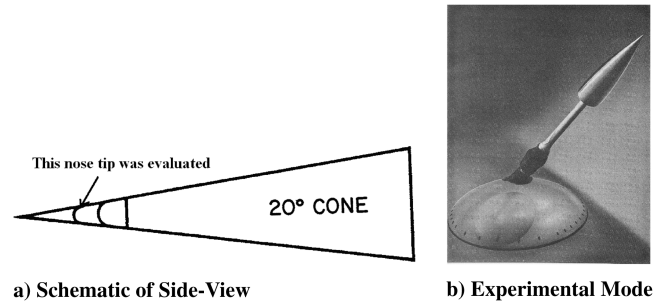 This nose tip was evaluated
20° CONE
a) Schematic of Side-View
b) Experimental Mode